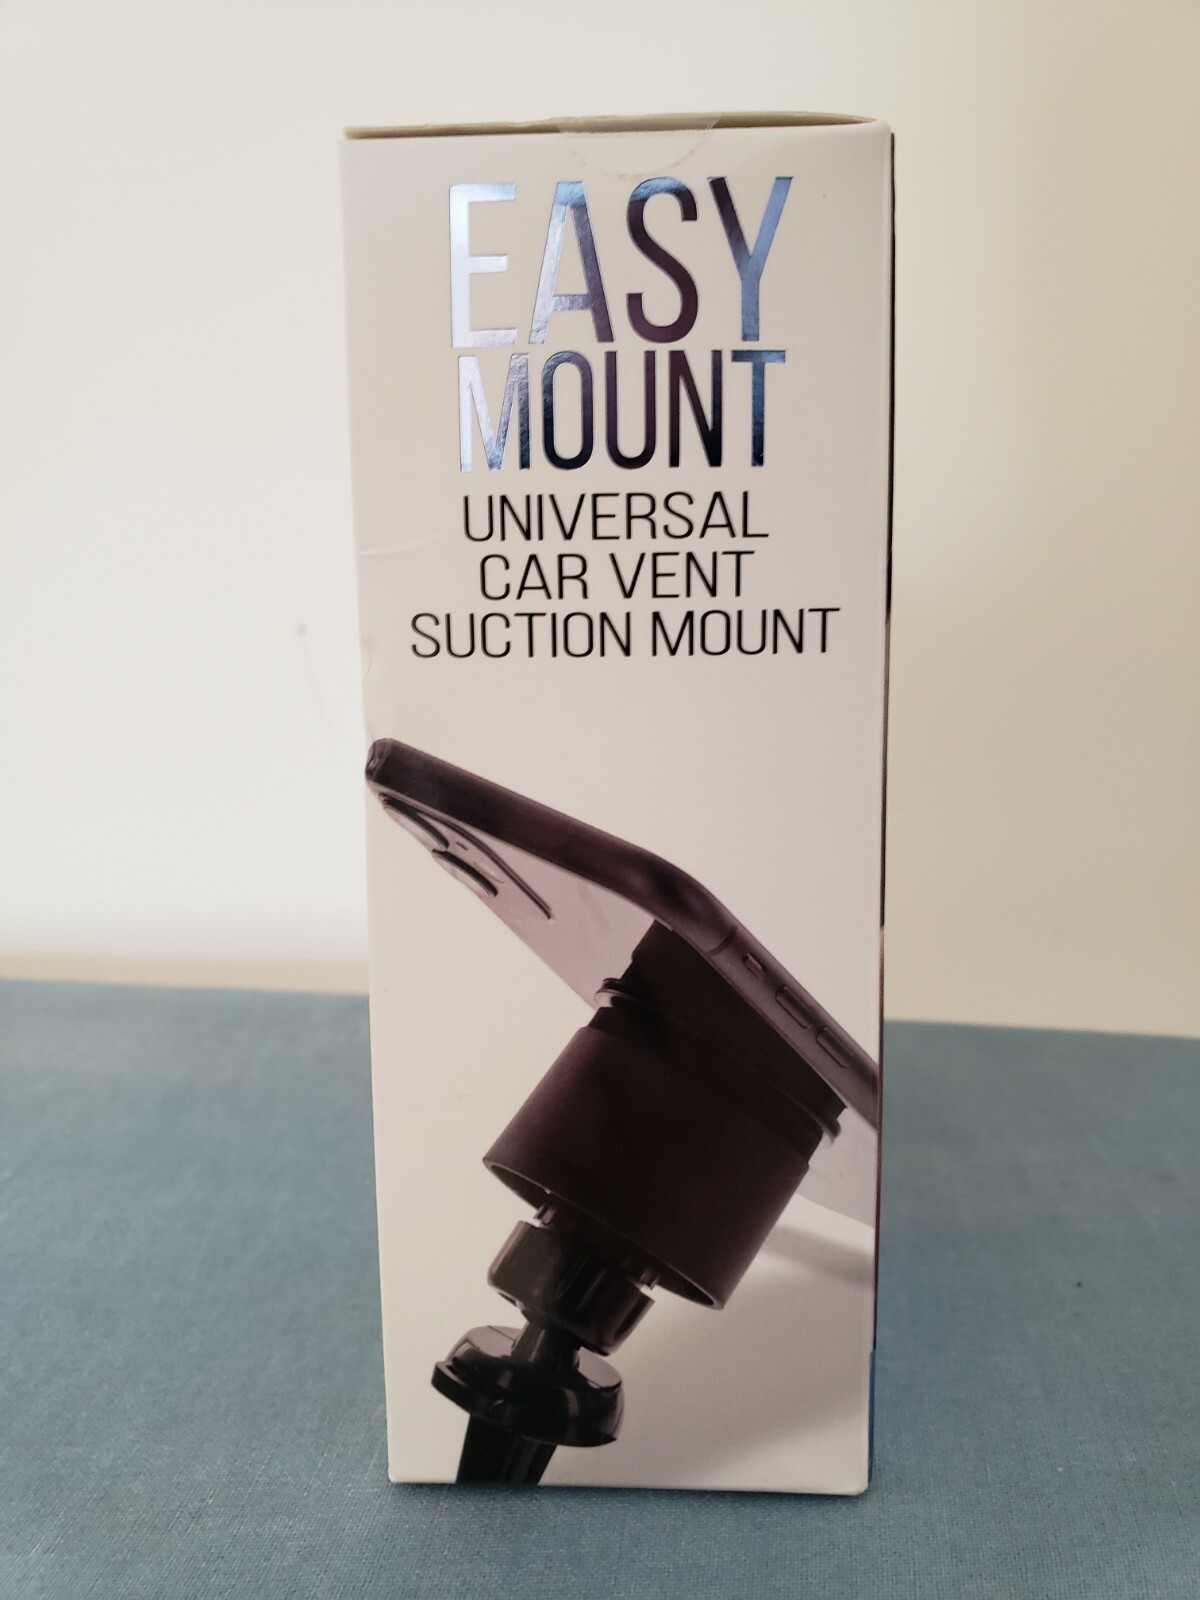 EASY
MOUNT
UNIVERSAL
CAR VENT
SUCTION MOUNT